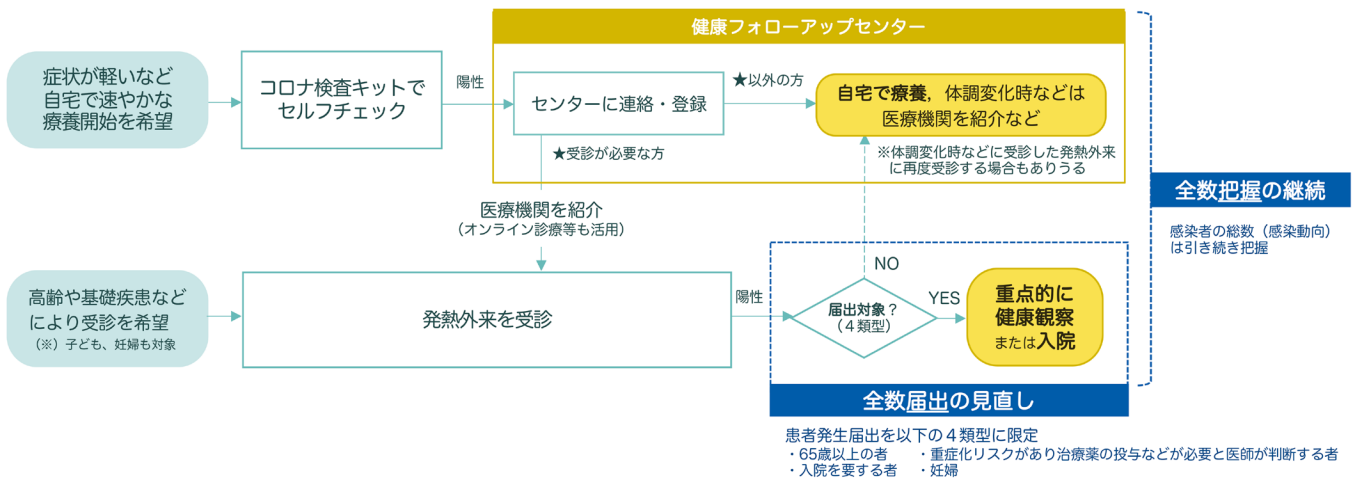 健康フォローアップセンター
症状が軽いなど
自宅で速やかな
療養開始を希望
コロナ検査キットで
セルフチェック
陽性
センターに連絡・登録
★以外の方
自宅で療養，体調変化時などは
医療機関を紹介など
★受診が必要な方
※体調変化時などに受診した発熱外来
に再度受診する場合もありうる
医療機関を紹介
（オンライン診療等も活用）
全数把握の継続
感染者の総数（感染動向）
は引き続き把握
高齢や基礎疾患など
により受診を希望
（※）子ども、妊婦も対象
発熱外来を受診
陽性
届出対象？
（４類型）
NO
YES
重点的に
健康観察
または入院
全数届出の見直し
患者発生届出を以下の４類型に限定
・65歳以上の者　・重症化リスクがあり治療薬の投与などが必要と医師が判断する者
・入院を要する者　・妊婦